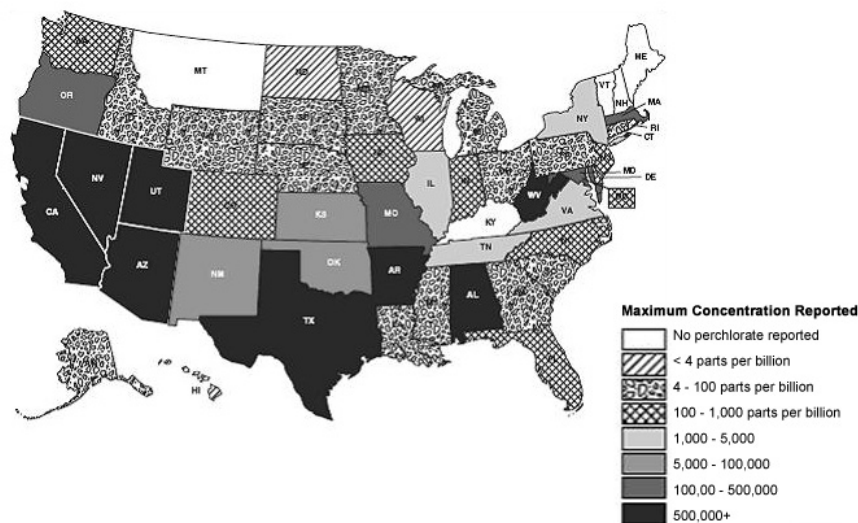 ME
MT
ND
VT
OR
NH
MA
WI
NY
RI
CT
NV
UT
IL
MD
DE
CA
KS
MO
WV
KY
VA
TN
AZ
NM
OK
AR
AL
TX
HI
Maximum Concentration Reported
No perchlorate reported
< 4 parts per billion
4 - 100 parts per billion
100 - 1,000 parts per billion
1,000 - 5,000
5,000 - 100,000
100,00 - 500,000
500,000+